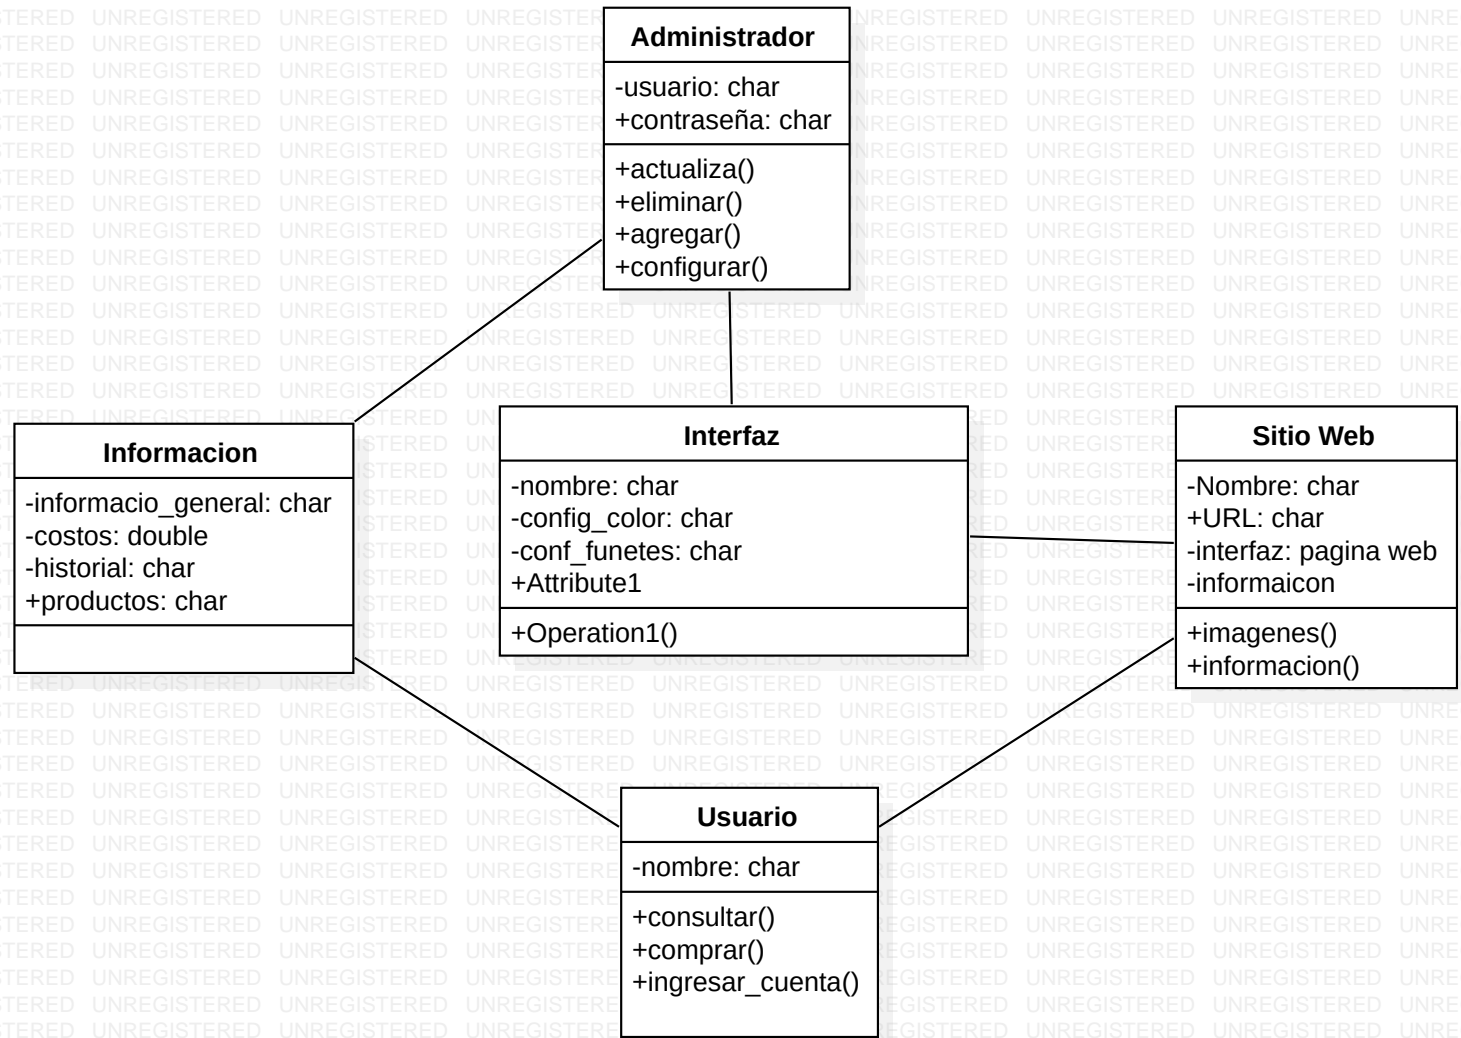 Administrador
-usuario: char
+contraseña: char
+actualiza()
+eliminar()
+agregar()
+configurar()
Informacion
-informacio_general: char
-costos: double
-historial: char
+productos: char
Interfaz
-nombre: char
-config_color: char
-conf_funetes: char
+Attribute1
+Operation1()
Sitio Web
-Nombre: char
+URL: char
-interfaz: pagina web
-informaicon
+imagenes()
+informacion()
Usuario
-nombre: char
+consultar()
+comprar()
+ingresar_cuenta()
UNREGISTERED